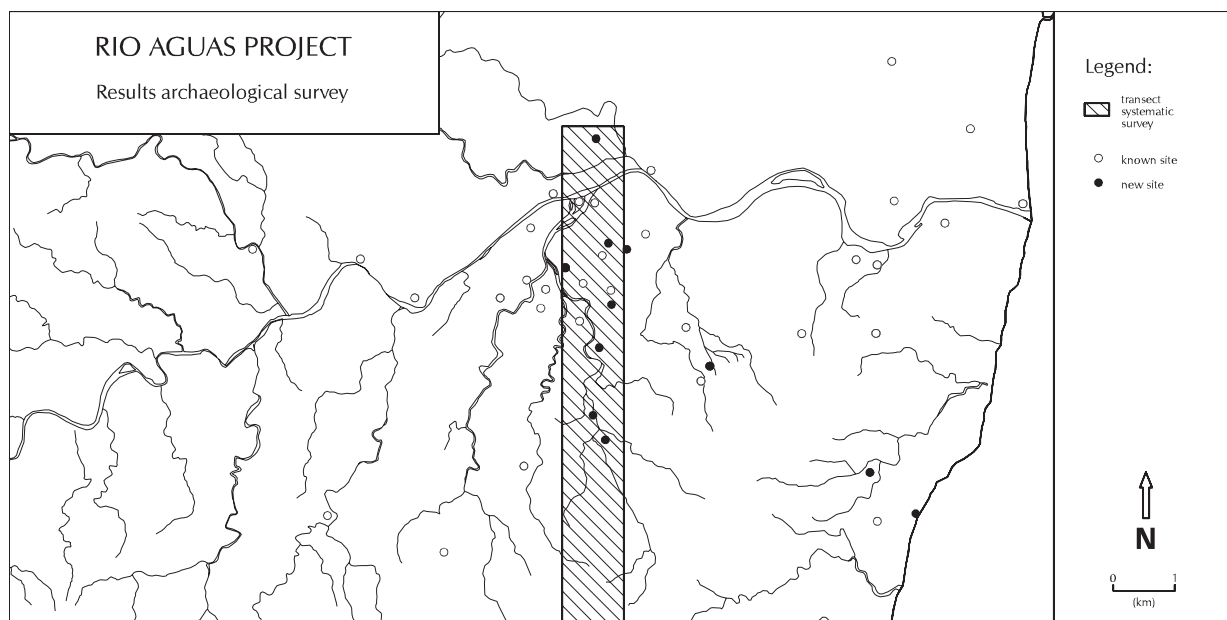 RIO AGUAS PROJECT
Results archaeological survey
Legend:
transect
systematic
survey
known site
new site
N
0 1
(km)